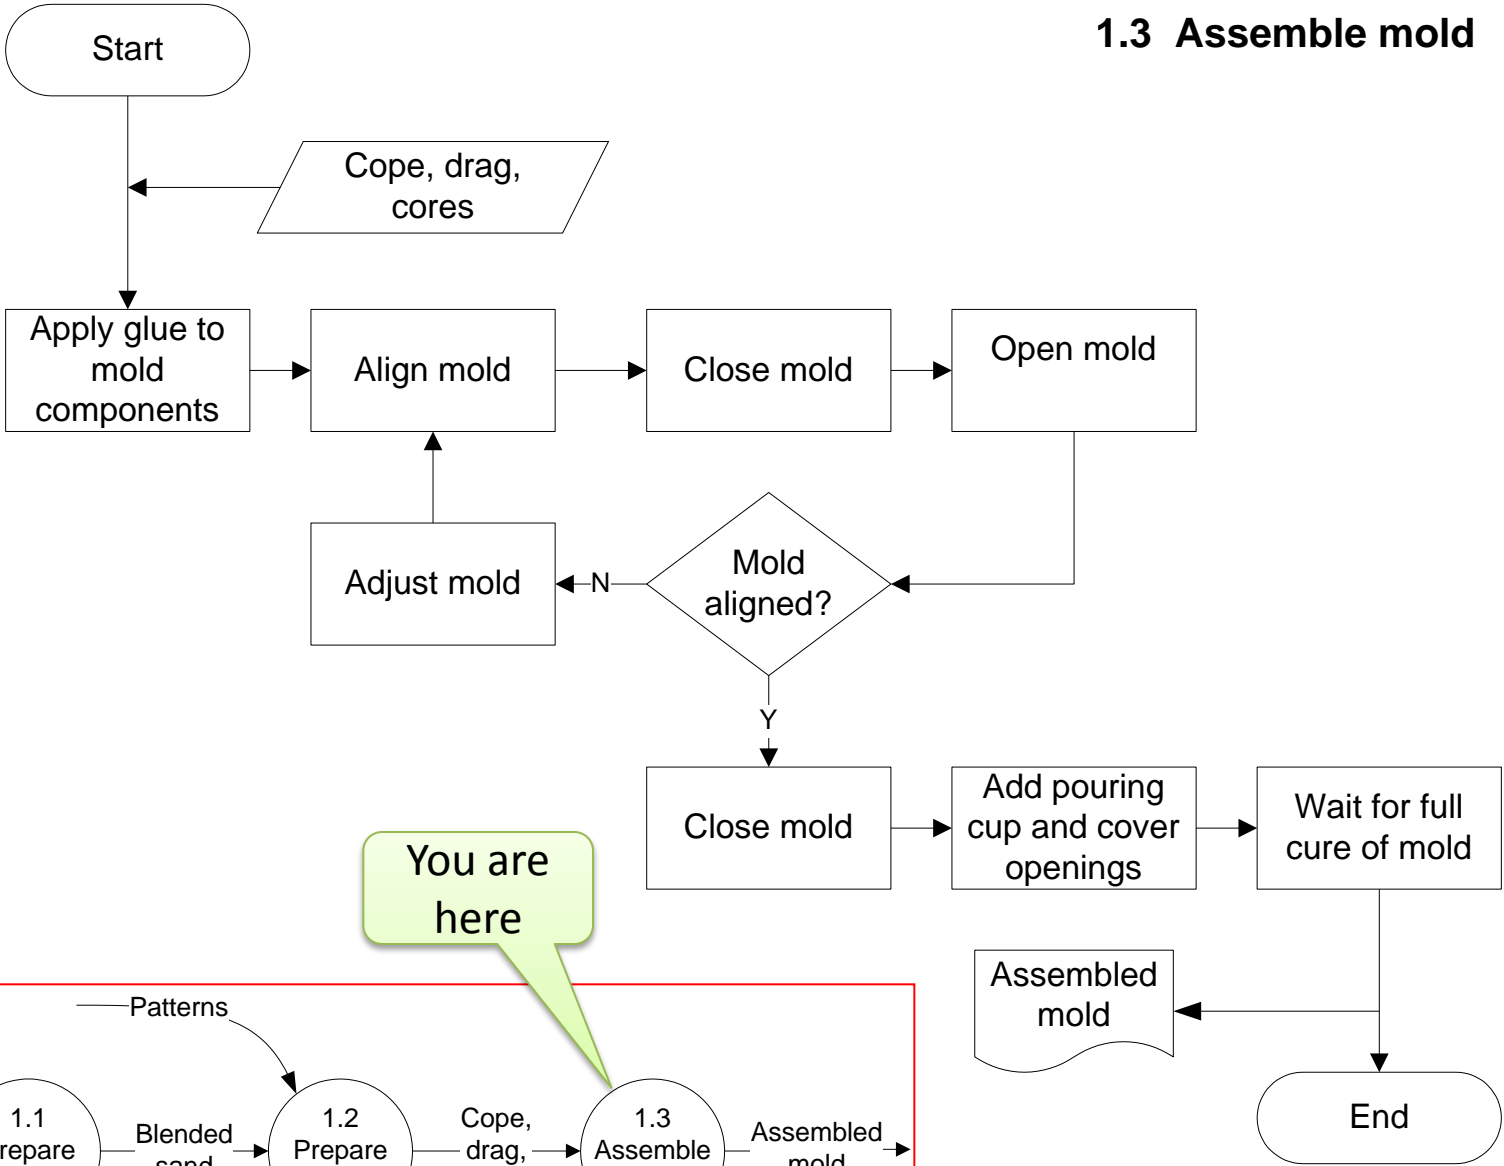 1.3 Assemble mold
Start
Cope, drag,
cores
Apply glue to
mold
components
Align mold
Close mold
Open mold
Adjust mold
N
Mold
aligned?
Y
Close mold
Add pouring
cup and cover
openings
Wait for full
cure of mold
You are
here
Assembled
mold
End
Patterns
1.1
repare
Blended
sand
1.2
Prepare
Cope,
drag,
1.3
Assemble
Assembled
mold